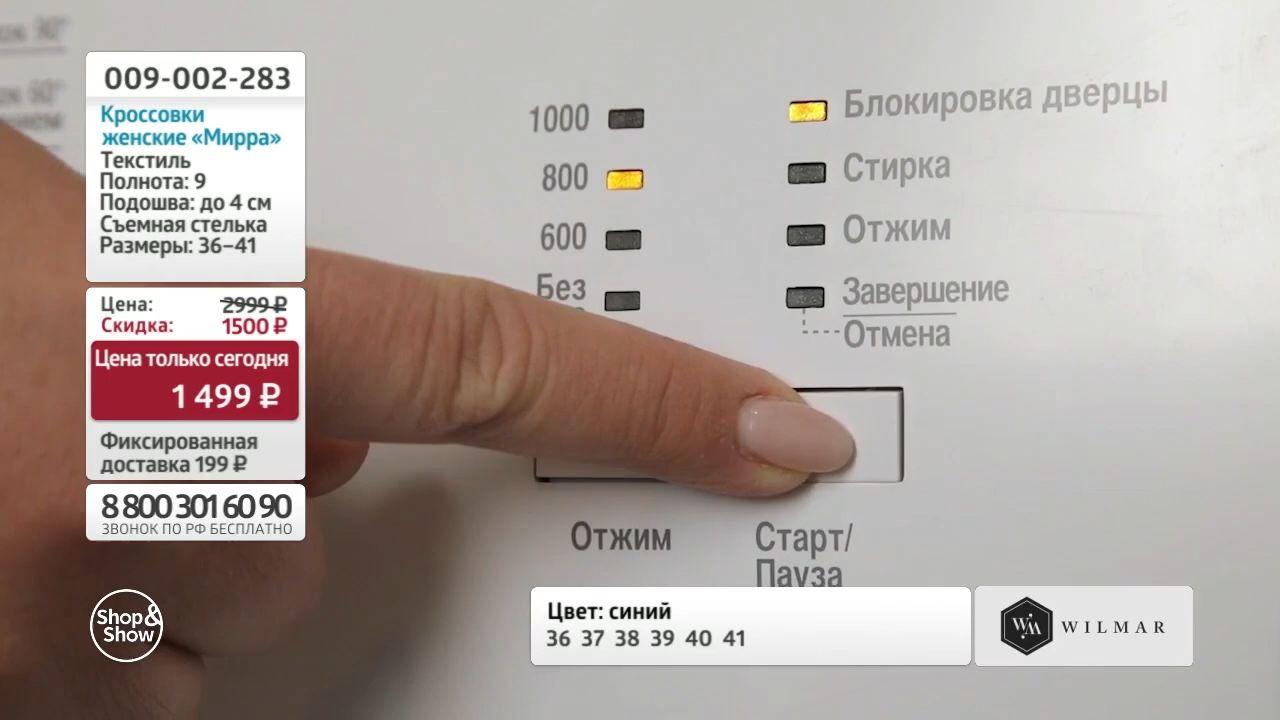 009-002-283
Кроссовки
женские «Мирра»
Текстиль
Полнота: 9
Подошва: до 4 см
Съемная стелька
Размеры: 36–41
Цена: 2999 ₽
Скидка: 1500 ₽
Цена только сегодня
1 499 ₽
Фиксированная
доставка 199 ₽
8 800 301 60 90
ЗВОНОК ПО РФ БЕСПЛАТНО
Shop&
Show
1000
800
600
Без
Блокировка дверцы
Стирка
Отжим
Завершение
Отмена
Отжим
Старт/
Пауза
Цвет: синий
36 37 38 39 40 41
WM WILMAR